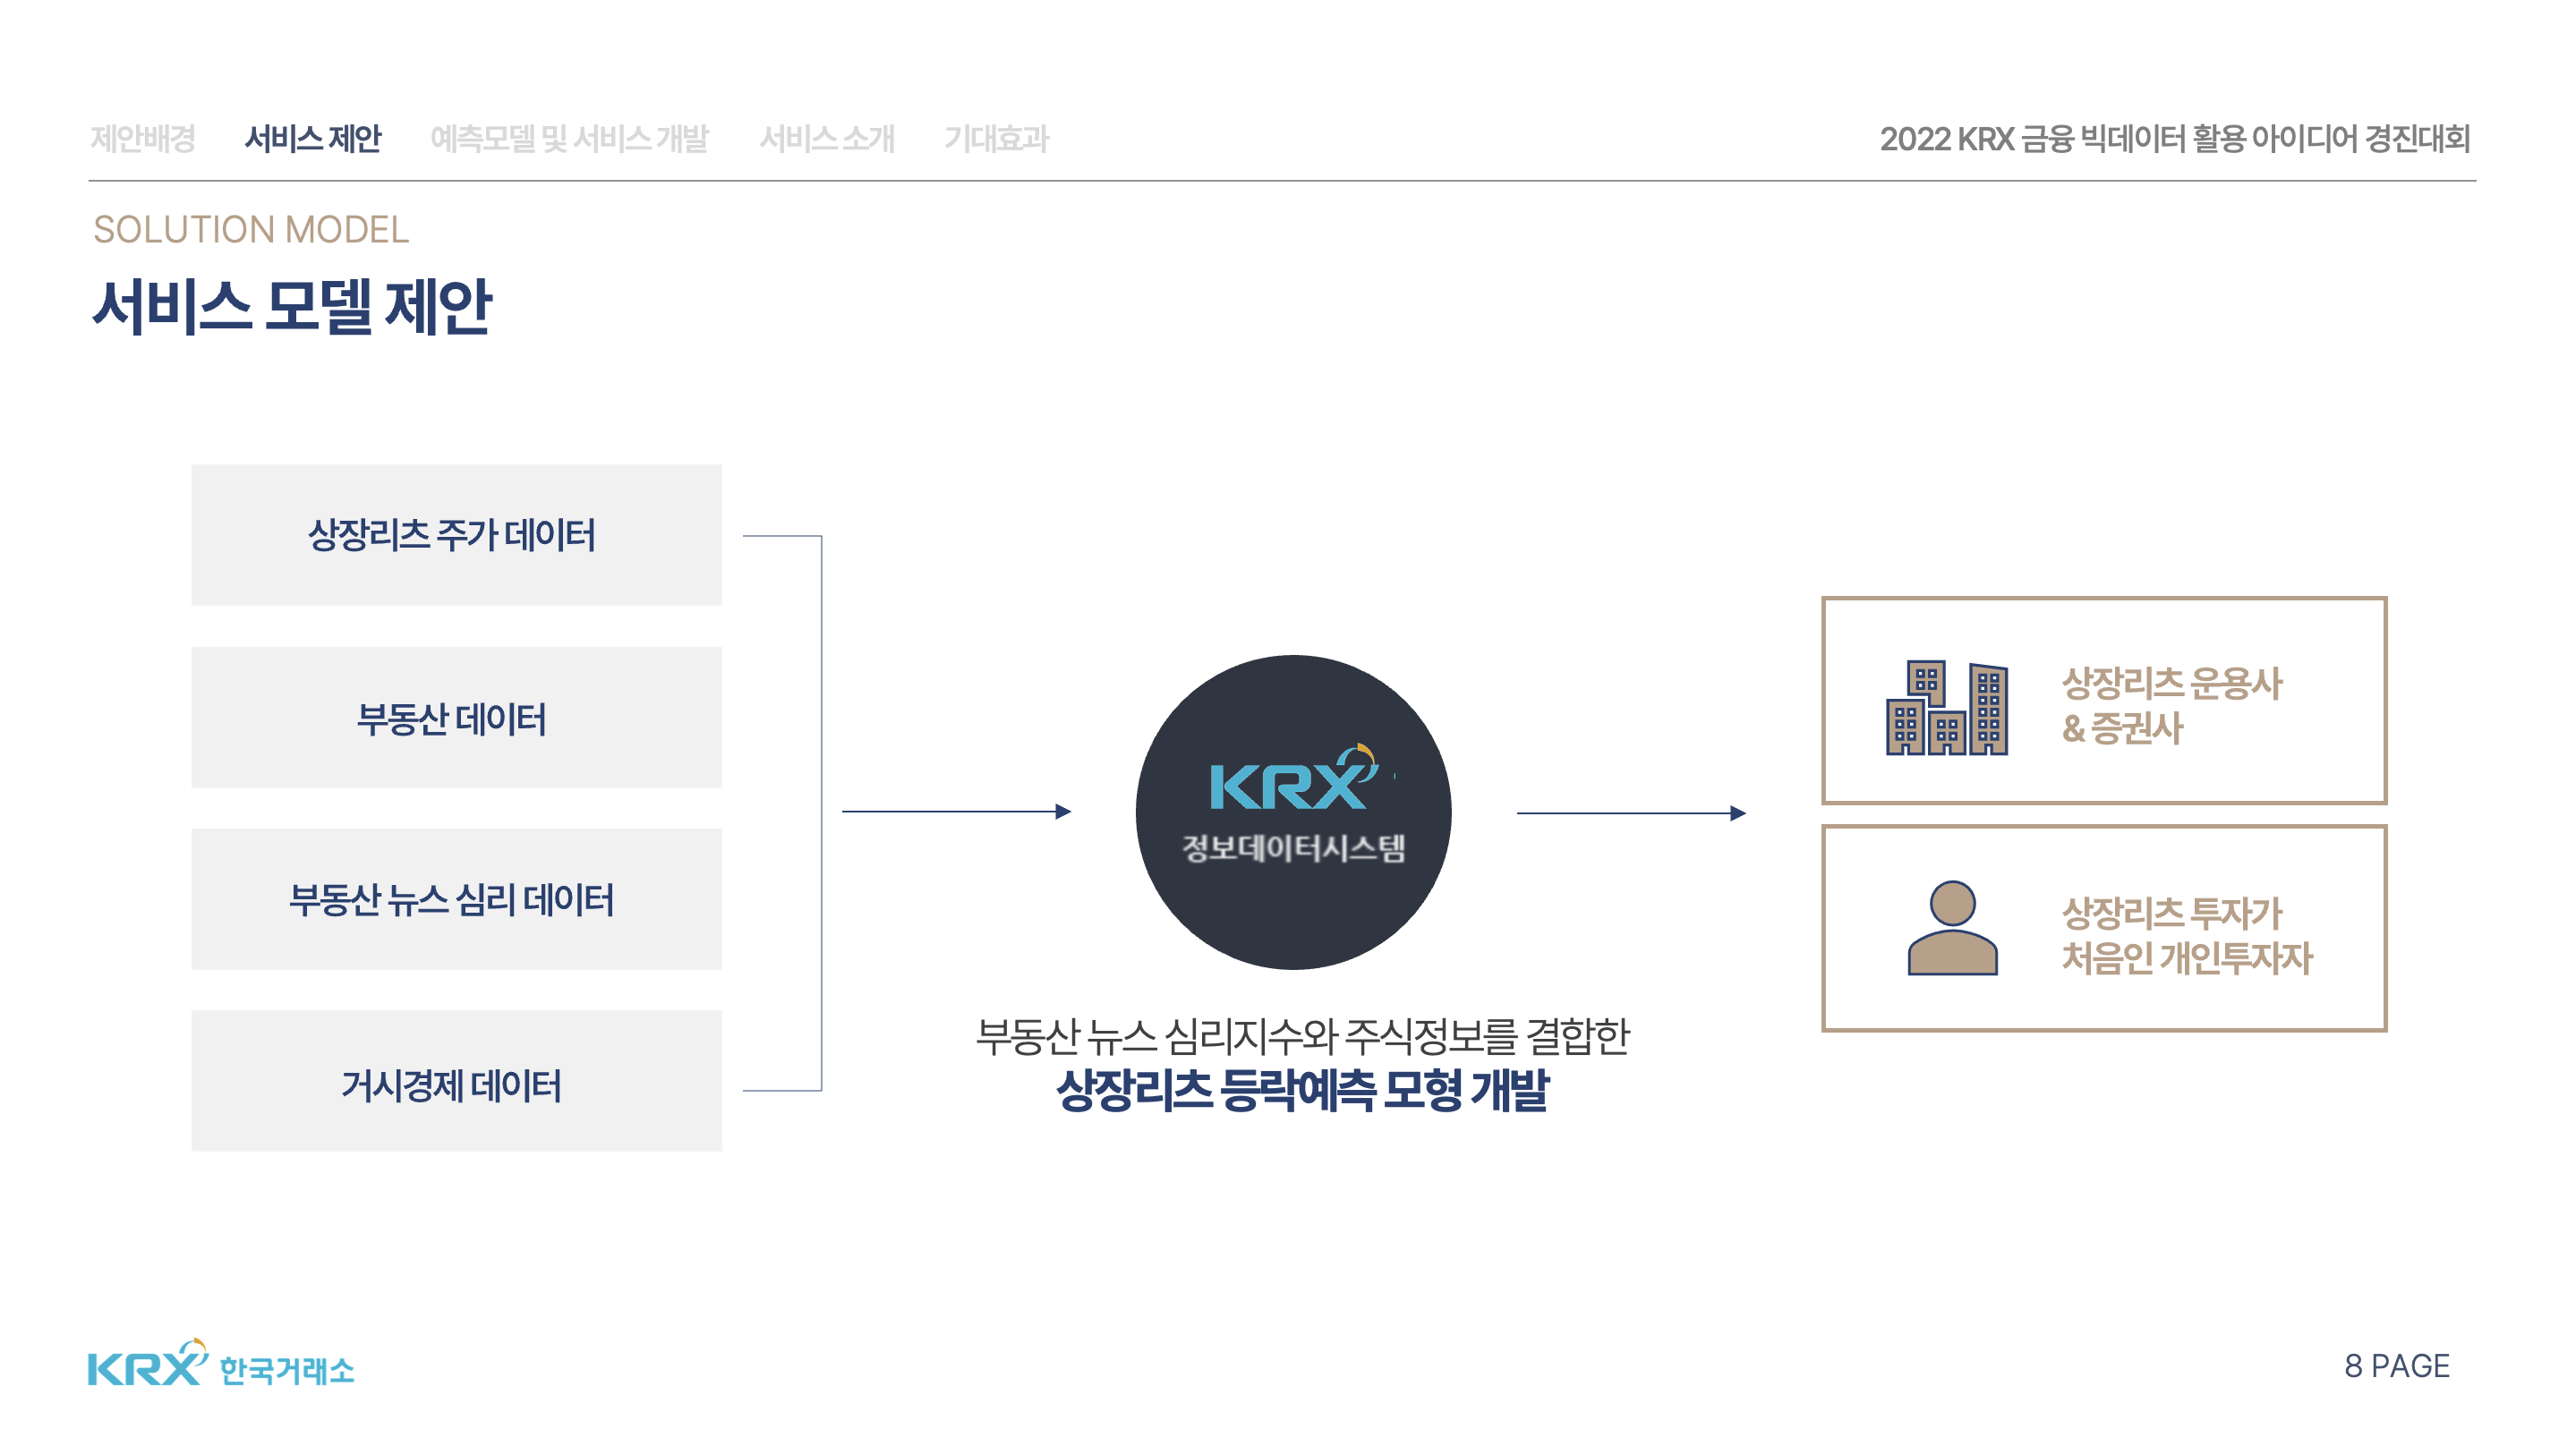 제안배경 서비스 제안 예측모델 및 서비스 개발 서비스 소개 기대효과 2022 KRX 금융 빅데이터 활용 아이디어 경진대회
SOLUTION MODEL
서비스 모델 제안
상장리츠 주가 데이터
부동산 데이터
부동산 뉴스 심리 데이터
거시경제 데이터
KRX
정보데이터시스템
부동산 뉴스 심리지수와 주식정보를 결합한
상장리츠 등락예측 모형 개발
상장리츠 운용사
& 증권사
상장리츠 투자가
처음인 개인투자자
KRX 한국거래소
8 PAGE